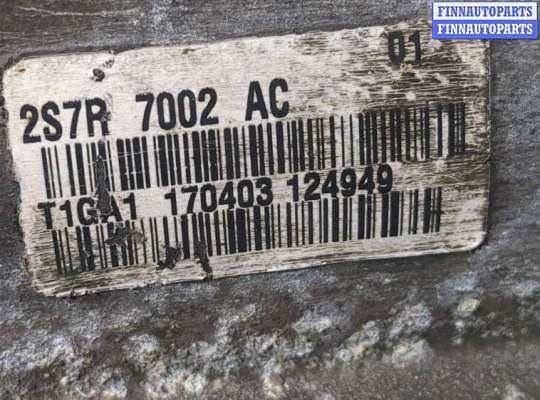 FINNAUTOPARTS
FINNAUTOPARTS
01
2S7R 7002 AC
T1GA1 170403 124949